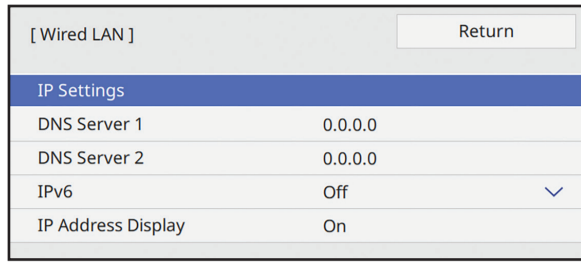 [ Wired LAN ] Return
IP Settings
DNS Server 1 0.0.0.0
DNS Server 2 0.0.0.0
IPv6 Off
IP Address Display On